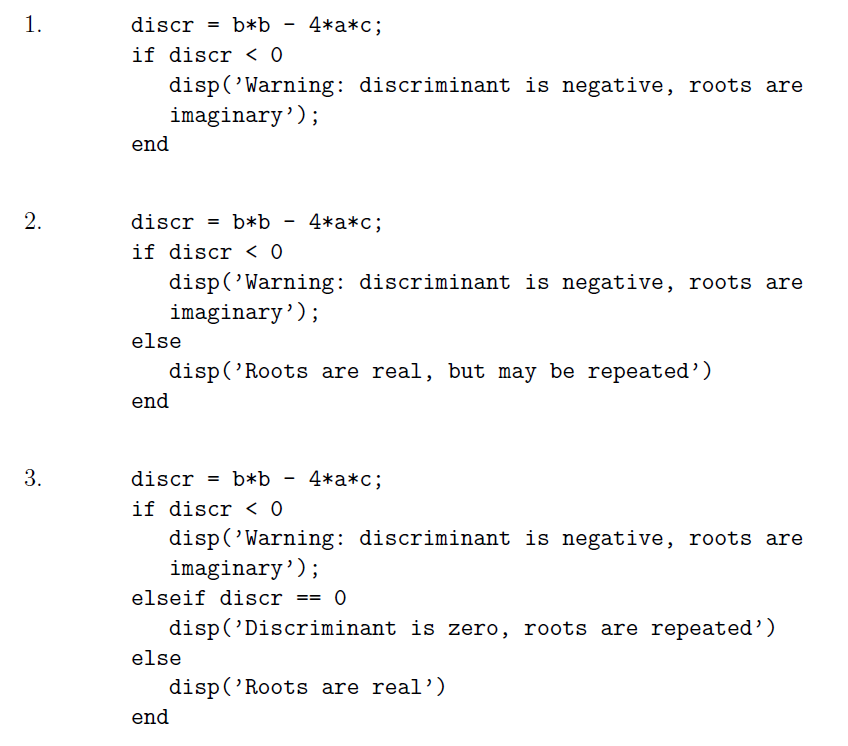 1. discr = b*b - 4*a*c;
if discr < 0
disp(’Warning: discriminant is negative, roots are
imaginary’);
end
2. discr = b*b - 4*a*c;
if discr < 0
disp(’Warning: discriminant is negative, roots are
imaginary’);
else
disp(’Roots are real, but may be repeated’)
end
3. discr = b*b - 4*a*c;
if discr < 0
disp(’Warning: discriminant is negative, roots are
imaginary’);
elseif discr == 0
disp(’Discriminant is zero, roots are repeated’)
else
disp(’Roots are real’)
end